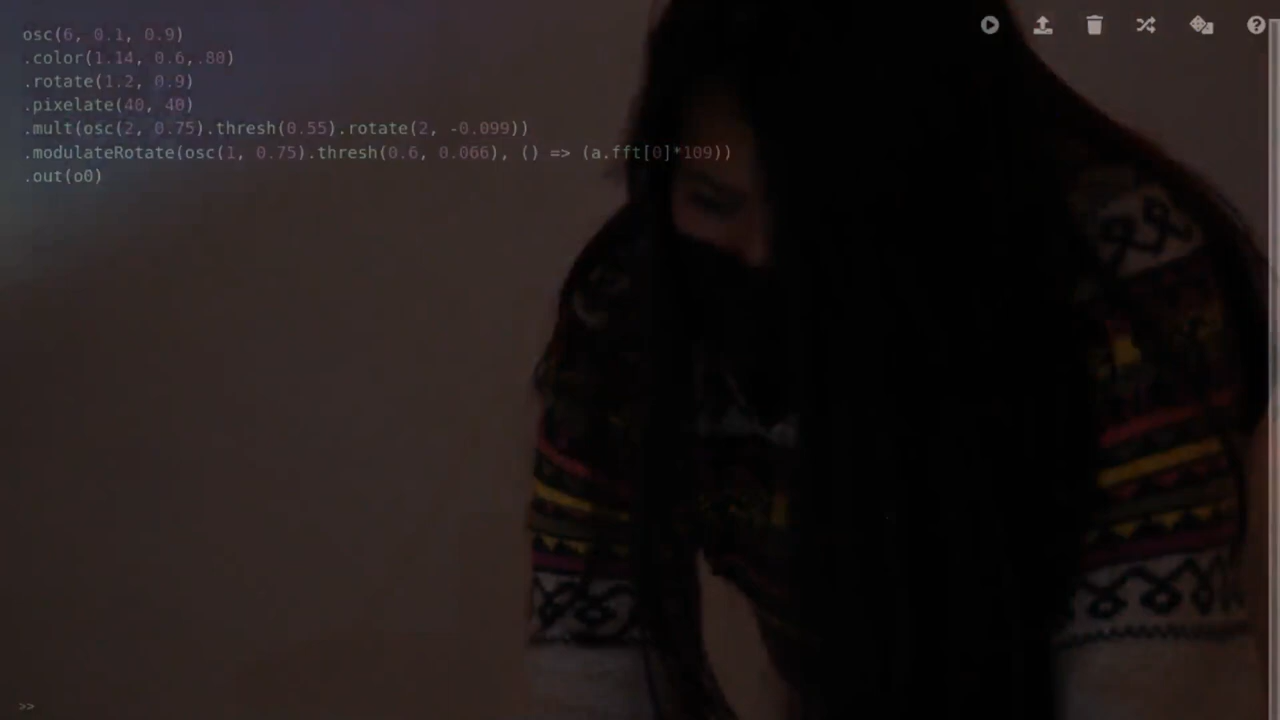 osc(6, 0.1, 0.9)
.color(1.14, 0.6,.80)
.rotate(1.2, 0.9)
.pixelate(40, 40)
.mult(osc(2, 0.75).thresh(0.55).rotate(2, -0.099))
.modulateRotate(osc(1, 0.75).thresh(0.6, 0.066), () => (a.fft[0]*109))
.out(o0)
>>